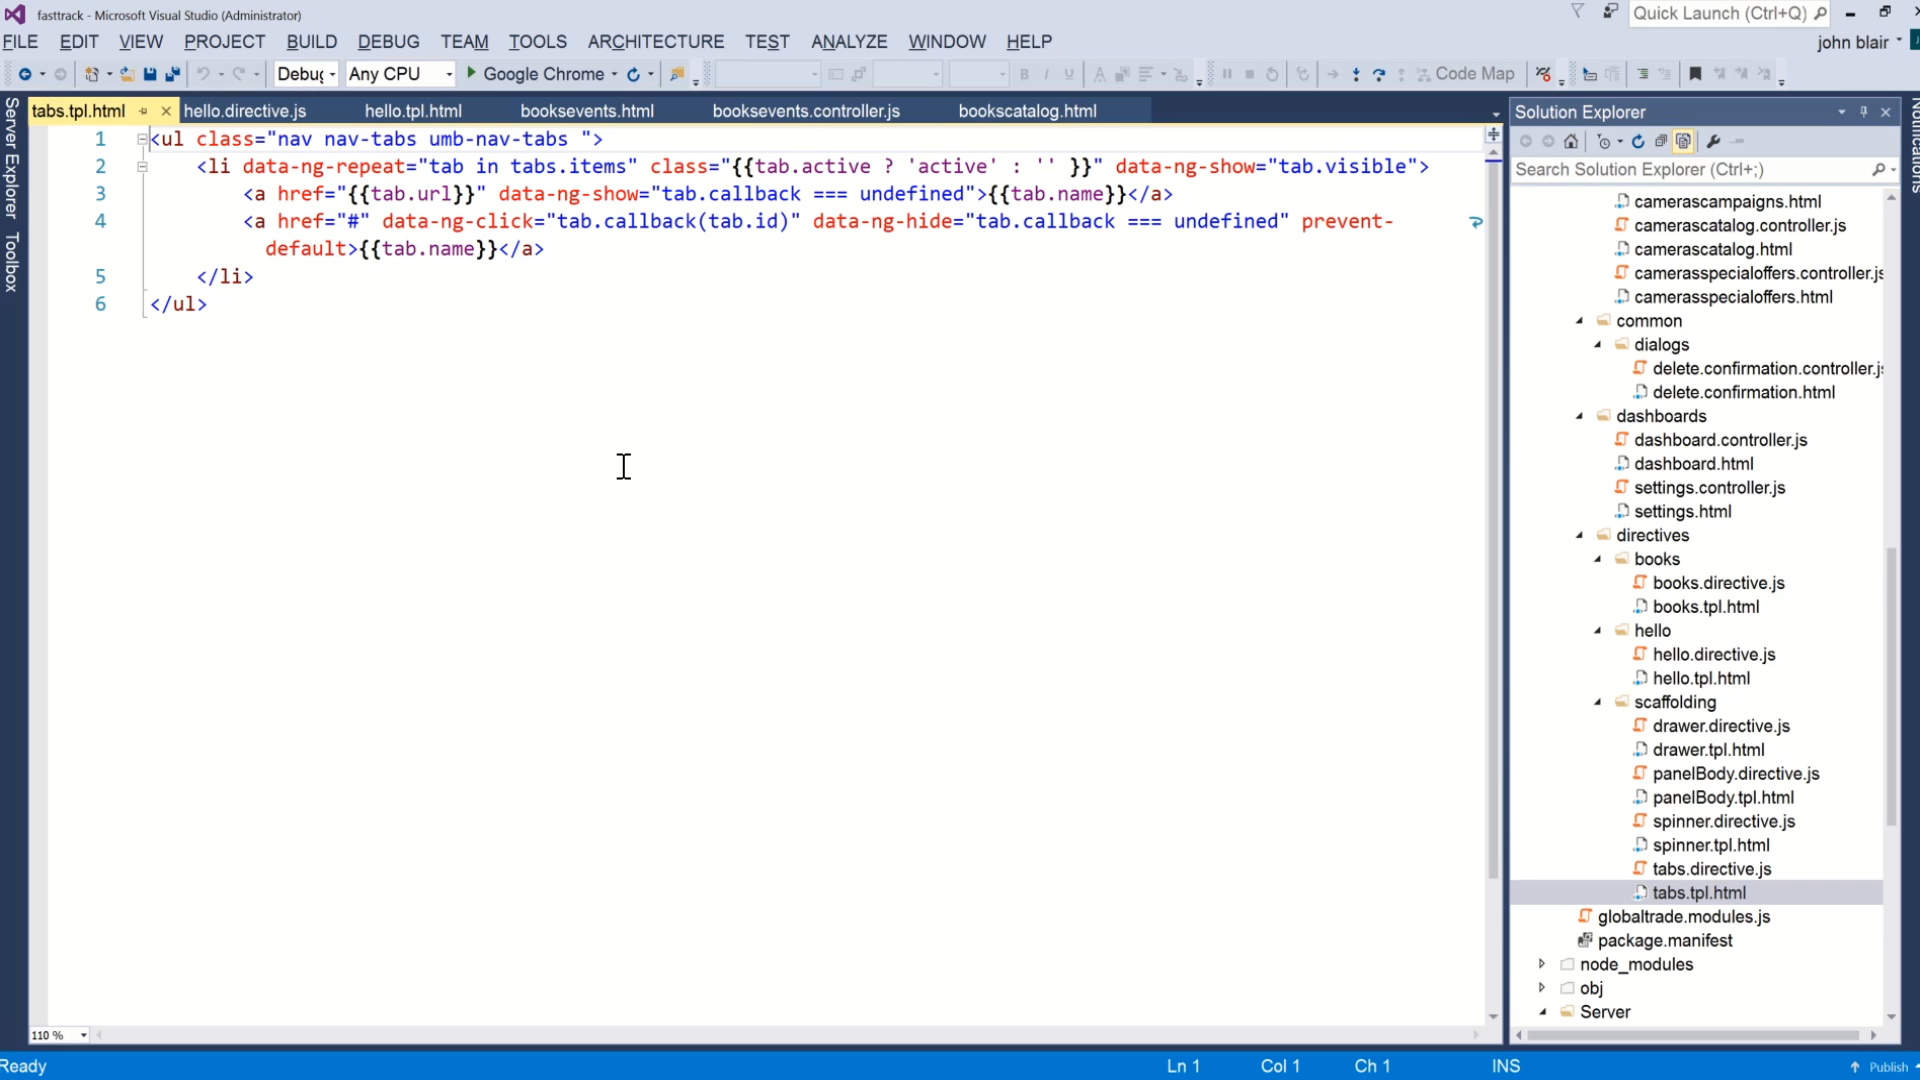 fasttrack - Microsoft Visual Studio (Administrator)
Quick Launch (Ctrl+Q)
FILE EDIT VIEW PROJECT BUILD DEBUG TEAM TOOLS ARCHITECTURE TEST ANALYZE WINDOW HELP
john blair
Debug Any CPU Google Chrome Code Map
Server Explorer
Toolbox
tabs.tpl.html hello.directive.js hello.tpl.html booksevents.html booksevents.controller.js bookscatalog.html
1 <ul class="nav nav-tabs umb-nav-tabs ">
2 <li data-ng-repeat="tab in tabs.items" class="{{tab.active ? 'active' : '' }}" data-ng-show="tab.visible">
3 <a href="{{tab.url}}" data-ng-show="tab.callback === undefined">{{tab.name}}</a>
4 <a href="#" data-ng-click="tab.callback(tab.id)" data-ng-hide="tab.callback === undefined" prevent-
default>{{tab.name}}</a>
5 </li>
6 </ul>
110 %
Solution Explorer
Search Solution Explorer (Ctrl+;)
camerascampaigns.html
camerascatalog.controller.js
camerascatalog.html
camerasspecialoffers.controller.js
camerasspecialoffers.html
common
dialogs
delete.confirmation.controller.js
delete.confirmation.html
dashboards
dashboard.controller.js
dashboard.html
settings.controller.js
settings.html
directives
books
books.directive.js
books.tpl.html
hello
hello.directive.js
hello.tpl.html
scaffolding
drawer.directive.js
drawer.tpl.html
panelBody.directive.js
panelBody.tpl.html
spinner.directive.js
spinner.tpl.html
tabs.directive.js
tabs.tpl.html
globaltrade.modules.js
package.manifest
node_modules
obj
Server
Notifications
Ready Ln 1 Col 1 Ch 1 INS Publish